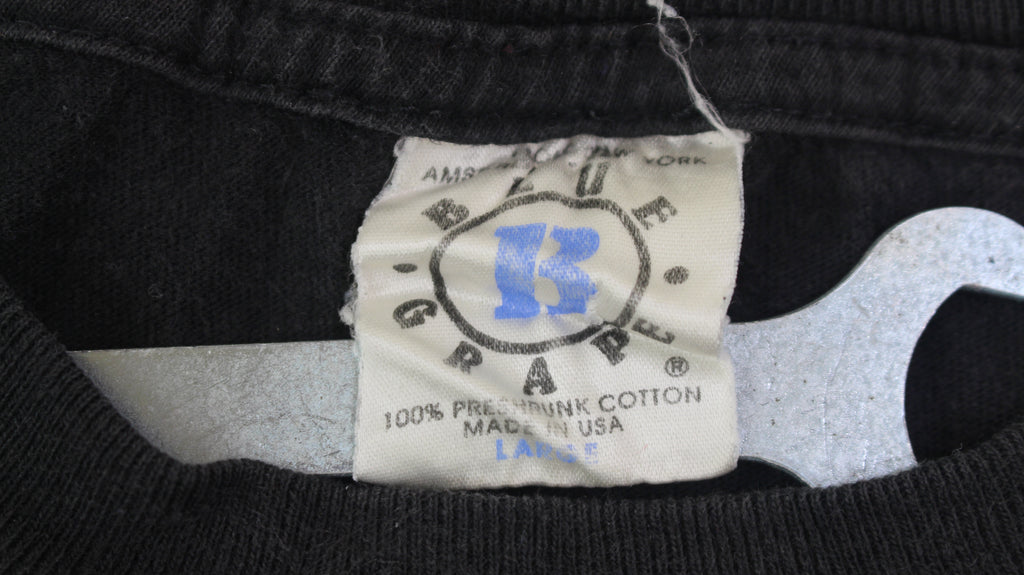 YORK
BLUE
B
GRAPE
®
100% PRESHRUNK COTTON
MADE IN USA
LARGE